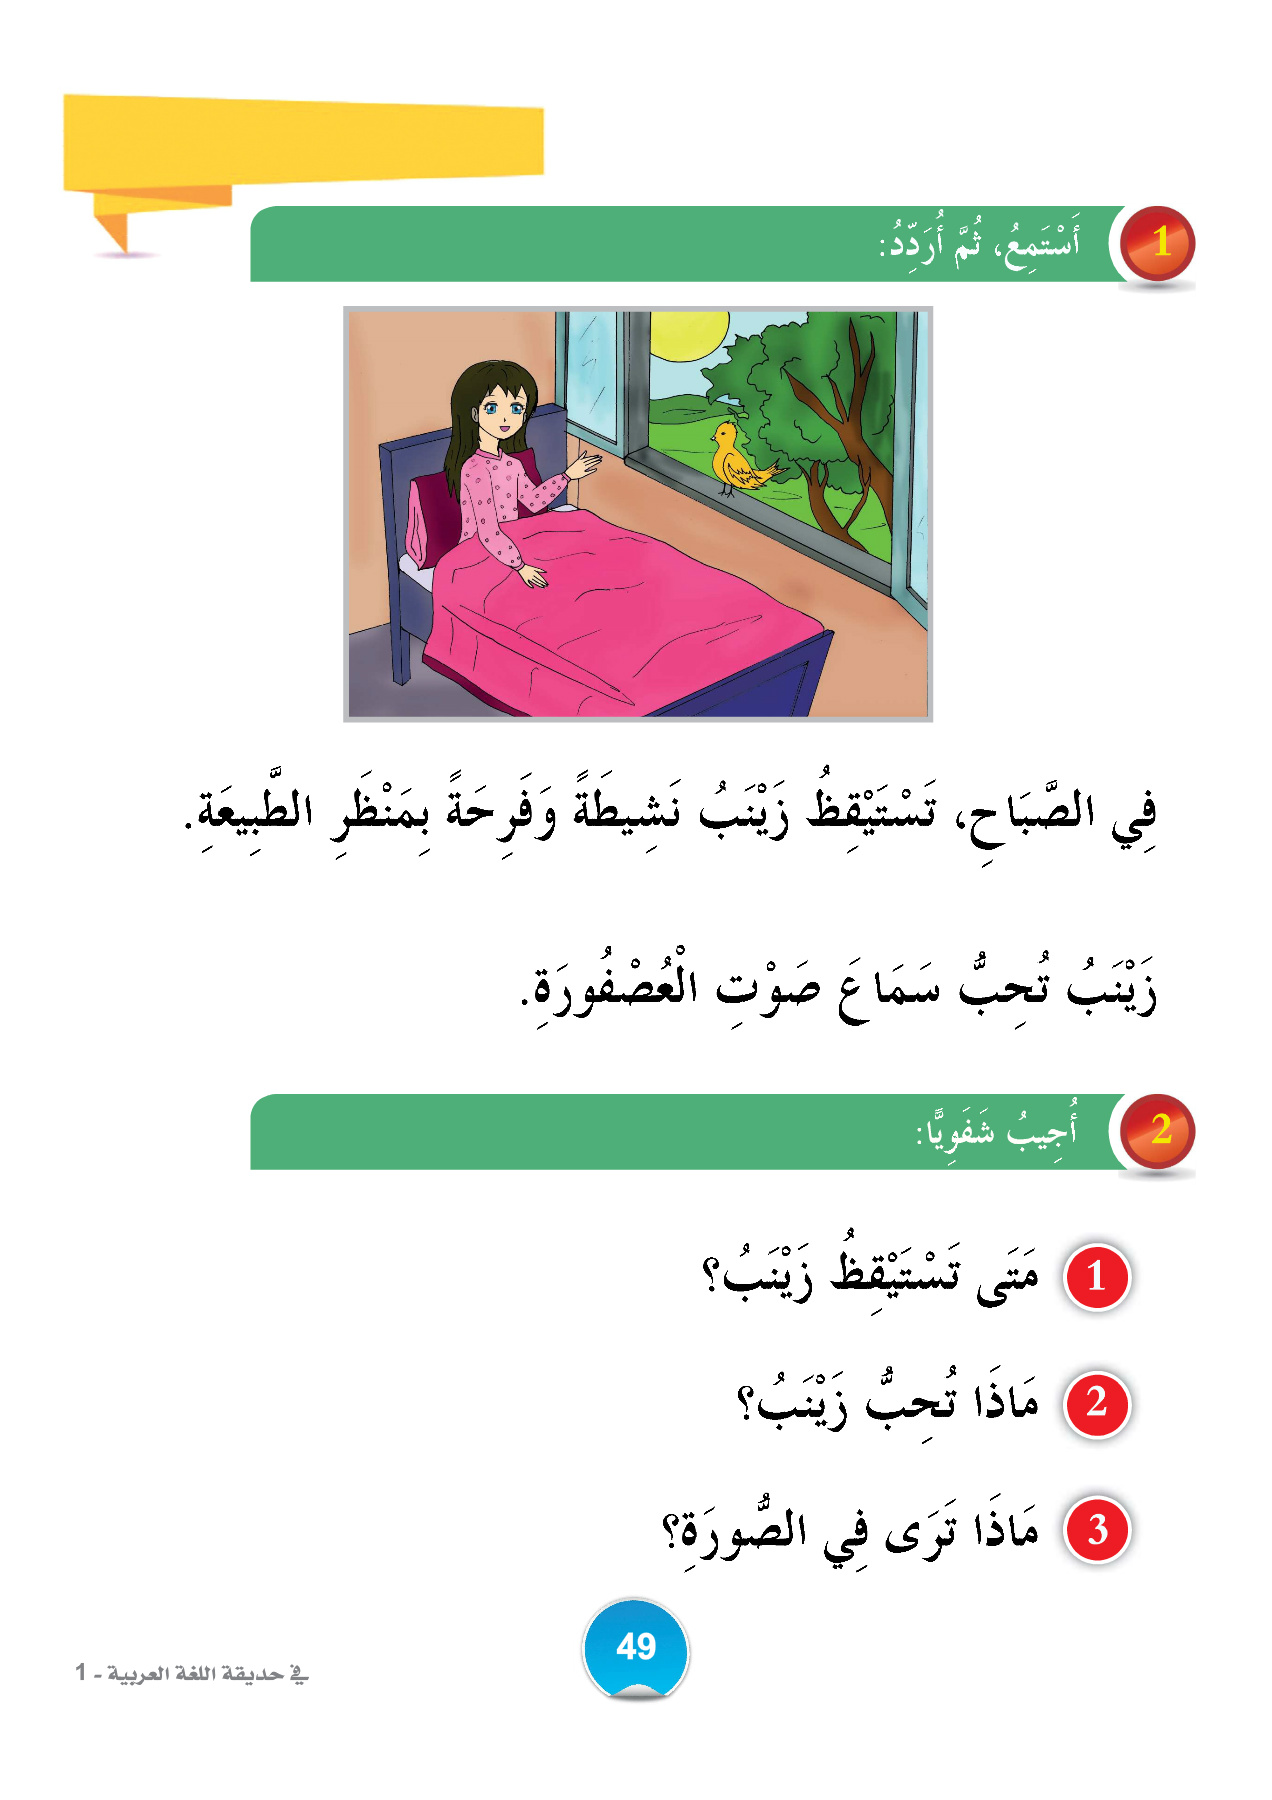 1 أَسْتَمِعُ، ثُمَّ أُرَدِّدُ:
فِي الصَّبَاحِ، تَسْتَيْقِظُ زَيْنَبُ نَشِيطَةً وَفَرِحَةً بِمَنْظَرِ الطَّبِيعَةِ.
زَيْنَبُ تُحِبُّ سَمَاعَ صَوْتِ الْعُصْفُورَةِ.
2 أُجِيبُ شَفَوِيًّا:
1 مَتَى تَسْتَيْقِظُ زَيْنَبُ؟
2 مَاذَا تُحِبُّ زَيْنَبُ؟
3 مَاذَا تَرَى فِي الصُّورَةِ؟
49
في حديقة اللغة العربية - 1